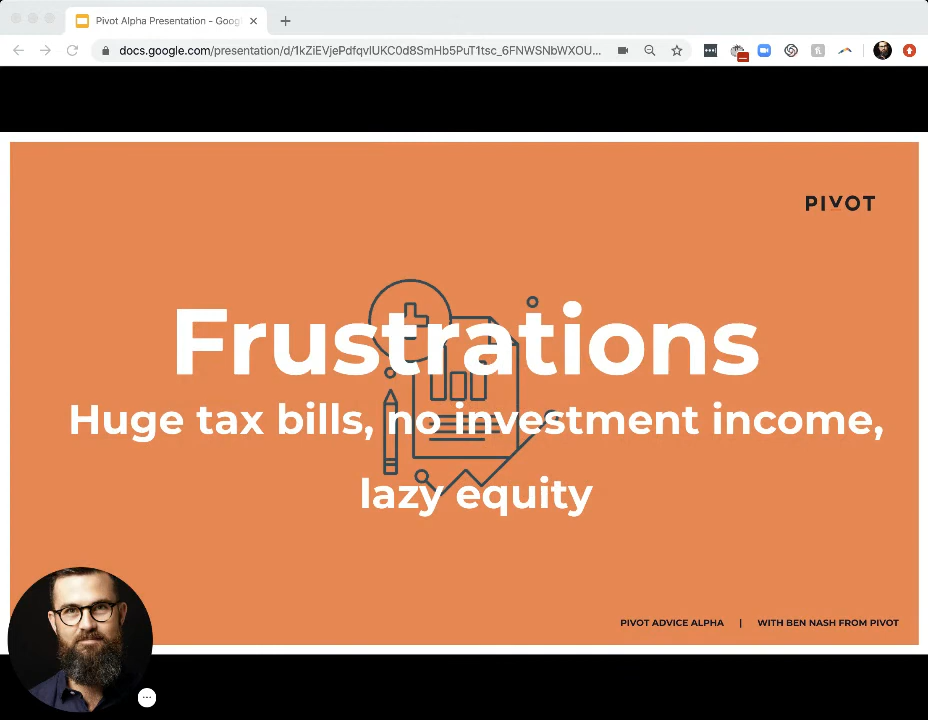 Pivot Alpha Presentation - Goog
docs.google.com/presentation/d/1kZiEVjePdfqvIUKC0d8SmHb5PuT1tsc_6FNWSNbWXOU...
PIVOT
Frustrations
Huge tax bills, no investment income,
lazy equity
PIVOT ADVICE ALPHA | WITH BEN NASH FROM PIVOT